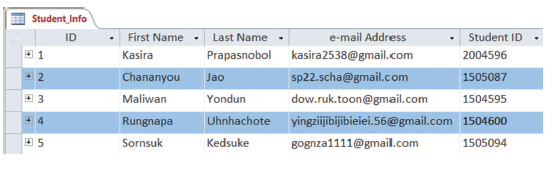 Student_Info
ID First Name Last Name e-mail Address Student ID
1 Kasira Prapasnobol kasira2538@gmail.com 2004596
2 Chananyou Jao sp22.scha@gmail.com 1505087
3 Maliwan Yondun dow.ruk.toon@gmail.com 1504595
4 Rungnapa Uhnhachote yingziijibijibieiei.56@gmail.com 1504600
5 Sornsuk Kedsuke gognza1111@gmail.com 1505094